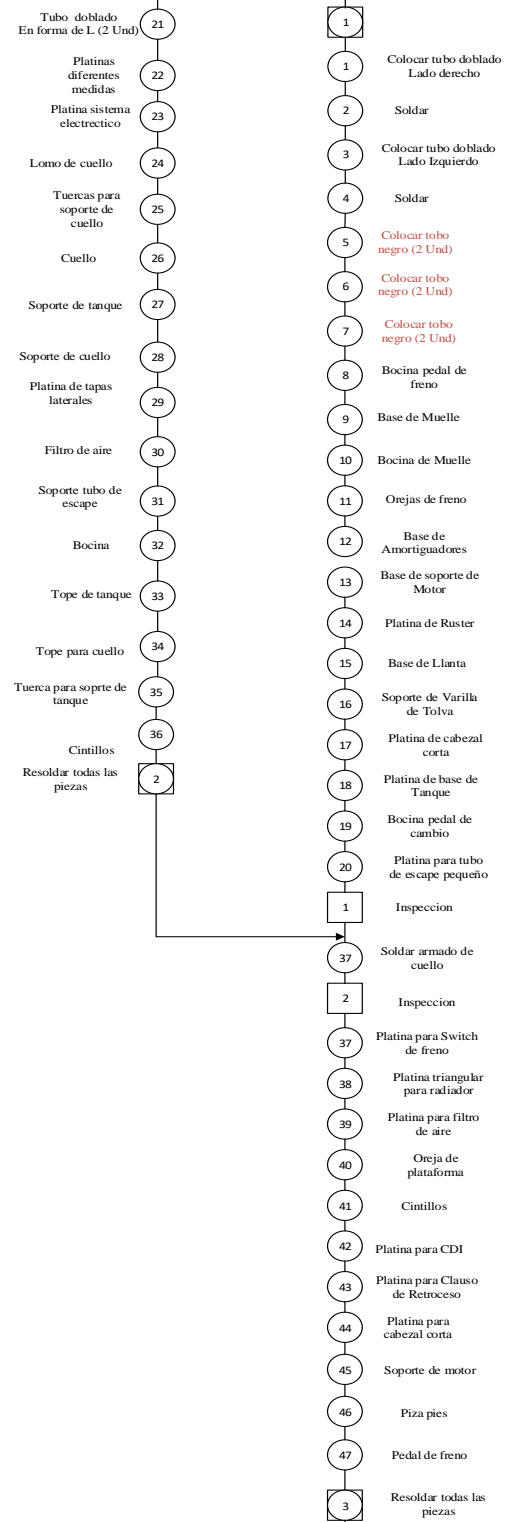 21
Tubo doblado
En forma de L (2 Und)
22
Platinas
diferentes
medidas
23
Platina sistema
electrectico
24
Lomo de cuello
25
Tuercas para
soporte de
cuello
26
Cuello
27
Soporte de tanque
28
Soporte de cuello
29
Platina de tapas
laterales
30
Filtro de aire
31
Soporte tubo de
escape
32
Bocina
33
Tope de tanque
34
Tope para cuello
35
Tuerca para soprte de
tanque
36
Cintillos
2
Resoldar todas las
piezas
1
1
Colocar tubo doblado
Lado derecho
2
Soldar
3
Colocar tubo doblado
Lado Izquierdo
4
Soldar
5
Colocar tobo
negro (2 Und)
6
Colocar tobo
negro (2 Und)
7
Colocar tobo
negro (2 Und)
8
Bocina pedal de
freno
9
Base de Muelle
10
Bocina de Muelle
11
Orejas de freno
12
Base de
Amortiguadores
13
Base de soporte de
Motor
14
Platina de Ruster
15
Base de Llanta
16
Soporte de Varilla
de Tolva
17
Platina de cabezal
corta
18
Platina de base de
Tanque
19
Bocina pedal de
cambio
20
Platina para tubo
de escape pequeño
1
Inspeccion
37
Soldar armado de
cuello
2
Inspeccion
37
Platina para Switch
de freno
38
Platina triangular
para radiador
39
Platina para filtro
de aire
40
Oreja de
plataforma
41
Cintillos
42
Platina para CDI
43
Platina para Clauso
de Retroceso
44
Platina para
cabezal corta
45
Soporte de motor
46
Piza pies
47
Pedal de freno
3
Resoldar todas las
piezas